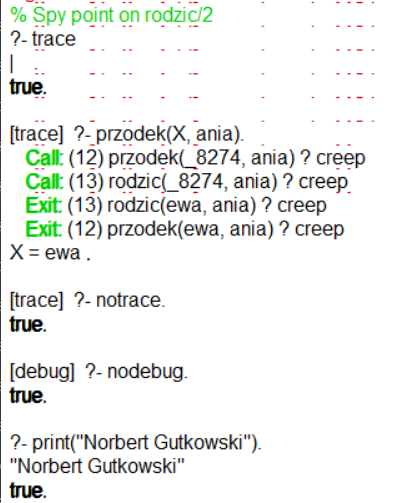 % Spy point on rodzic/2
?- trace
| .
true.
[trace] ?- przodek(X, ania).
Call: (12) przodek(_8274, ania) ? creep
Call: (13) rodzic(_8274, ania) ? creep
Exit: (13) rodzic(ewa, ania) ? creep
Exit: (12) przodek(ewa, ania) ? creep
X = ewa .
[trace] ?- notrace.
true.
[debug] ?- nodebug.
true.
?- print("Norbert Gutkowski").
"Norbert Gutkowski"
true.